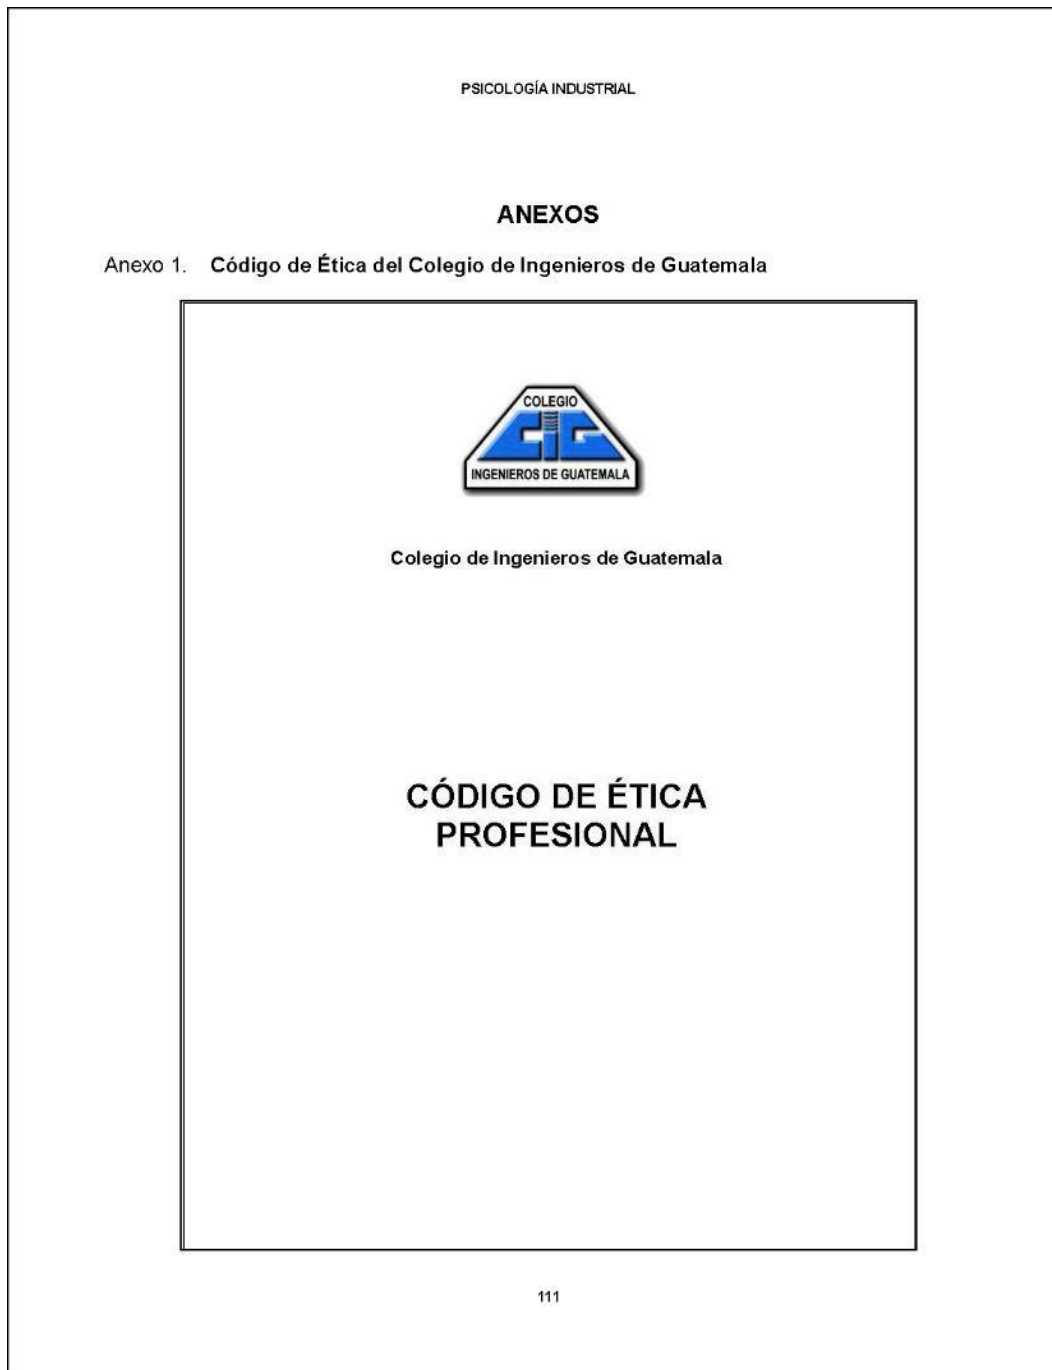 PSICOLOGÍA INDUSTRIAL
ANEXOS
Anexo 1. Código de Ética del Colegio de Ingenieros de Guatemala
COLEGIO
CiG
INGENIEROS DE GUATEMALA
Colegio de Ingenieros de Guatemala
CÓDIGO DE ÉTICA
PROFESIONAL
111